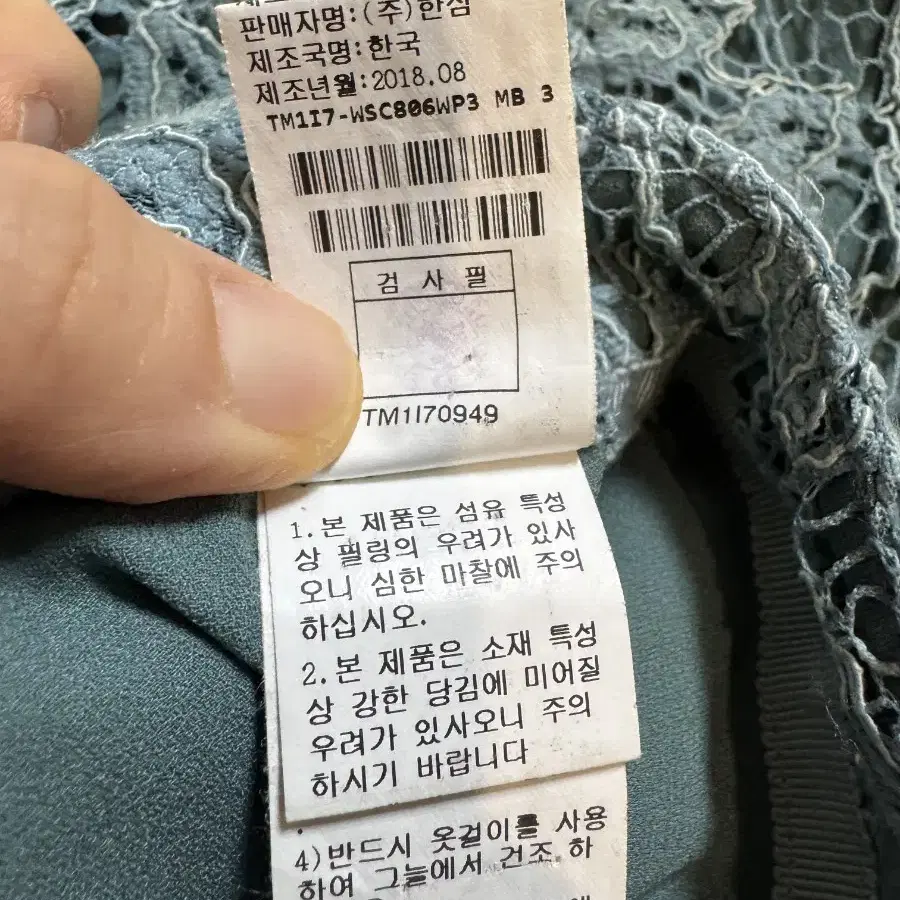 판매자명:(주)한섬
제조국명:한국
제조년월:2018.08
TM1I7-WSC806WP3 MB 3
검 사 필
TM1I70949
1.본 제품은 섬유 특성
상 필링의 우려가 있사
오니 심한 마찰에 주의
하십시오.
2.본 제품은 소재 특성
상 강한 당김에 미어질
우려가 있사오니 주의
하시기 바랍니다
4)반드시 옷걸이를 사용
하여 그늘에서 건조 하